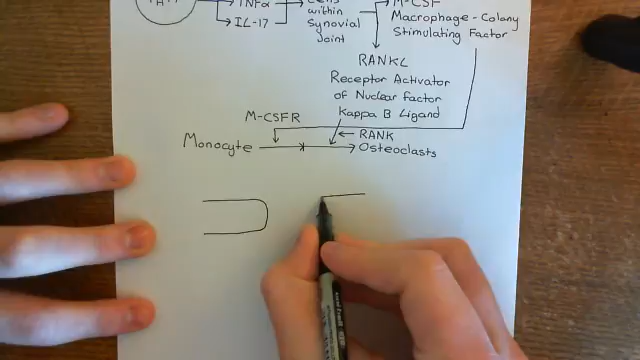 TNFα
IL-17
Cells
within
Synovial
Joint
M-CSF
Macrophage-Colony
Stimulating Factor
RANKL
Receptor Activator
of Nuclear Factor
Kappa B Ligand
M-CSFR
RANK
Monocyte
Osteoclasts